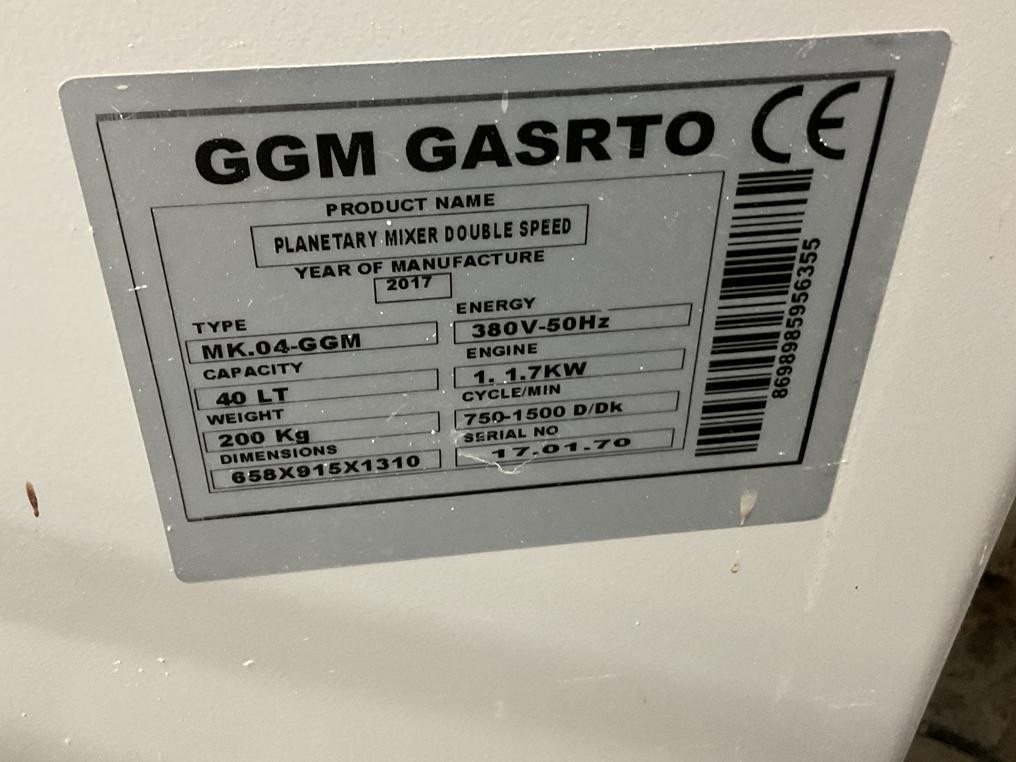 GGM GASRTO CE
PRODUCT NAME
PLANETARY MIXER DOUBLE SPEED
YEAR OF MANUFACTURE
2017
TYPE
MK.04-GGM
CAPACITY
40 LT
WEIGHT
200 Kg
DIMENSIONS
658X915X1310
ENERGY
380V-50Hz
ENGINE
1. 1.7KW
CYCLE/MIN
750-1500 D/Dk
SERIAL NO
17.01.70
8698985956355